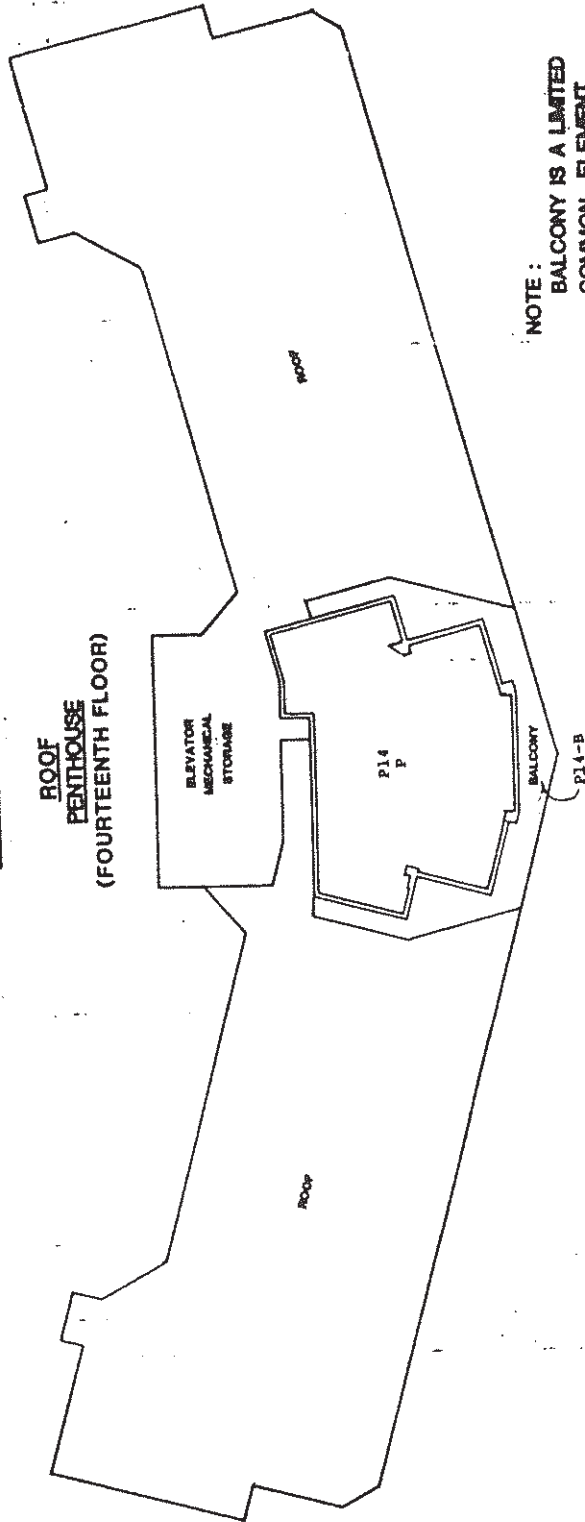 ROOF
PENTHOUSE
(FOURTEENTH FLOOR)
ELEVATOR
MECHANICAL
STORAGE
ROOF
ROOF
P14
P
BALCONY
P14-B
NOTE :
BALCONY IS A LIMITED
COMMON ELEMENT